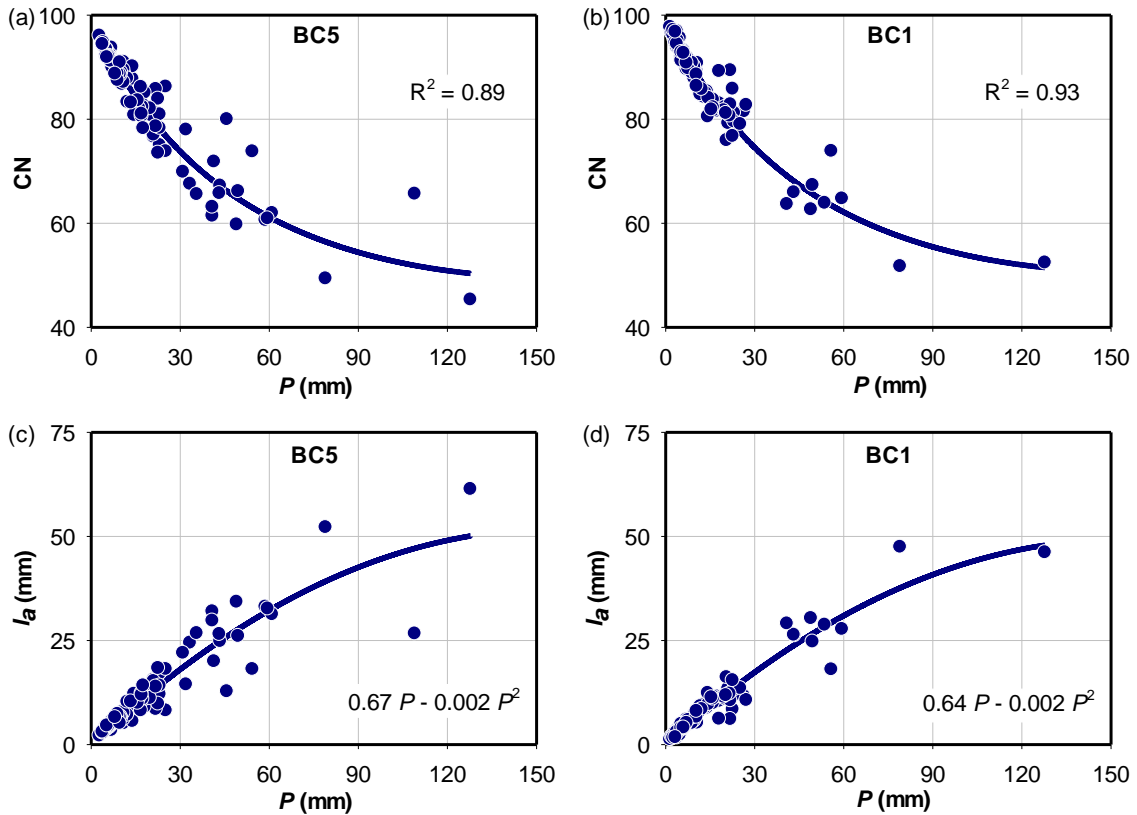 (a)
BC5
R² = 0.89
CN
100
80
60
40
0 30 60 90 120 150
P (mm)
(b)
BC1
R² = 0.93
CN
100
80
60
40
0 30 60 90 120 150
P (mm)
(c)
BC5
0.67 P - 0.002 P²
Ia (mm)
75
50
25
0
0 30 60 90 120 150
P (mm)
(d)
BC1
0.64 P - 0.002 P²
Ia (mm)
75
50
25
0
0 30 60 90 120 150
P (mm)